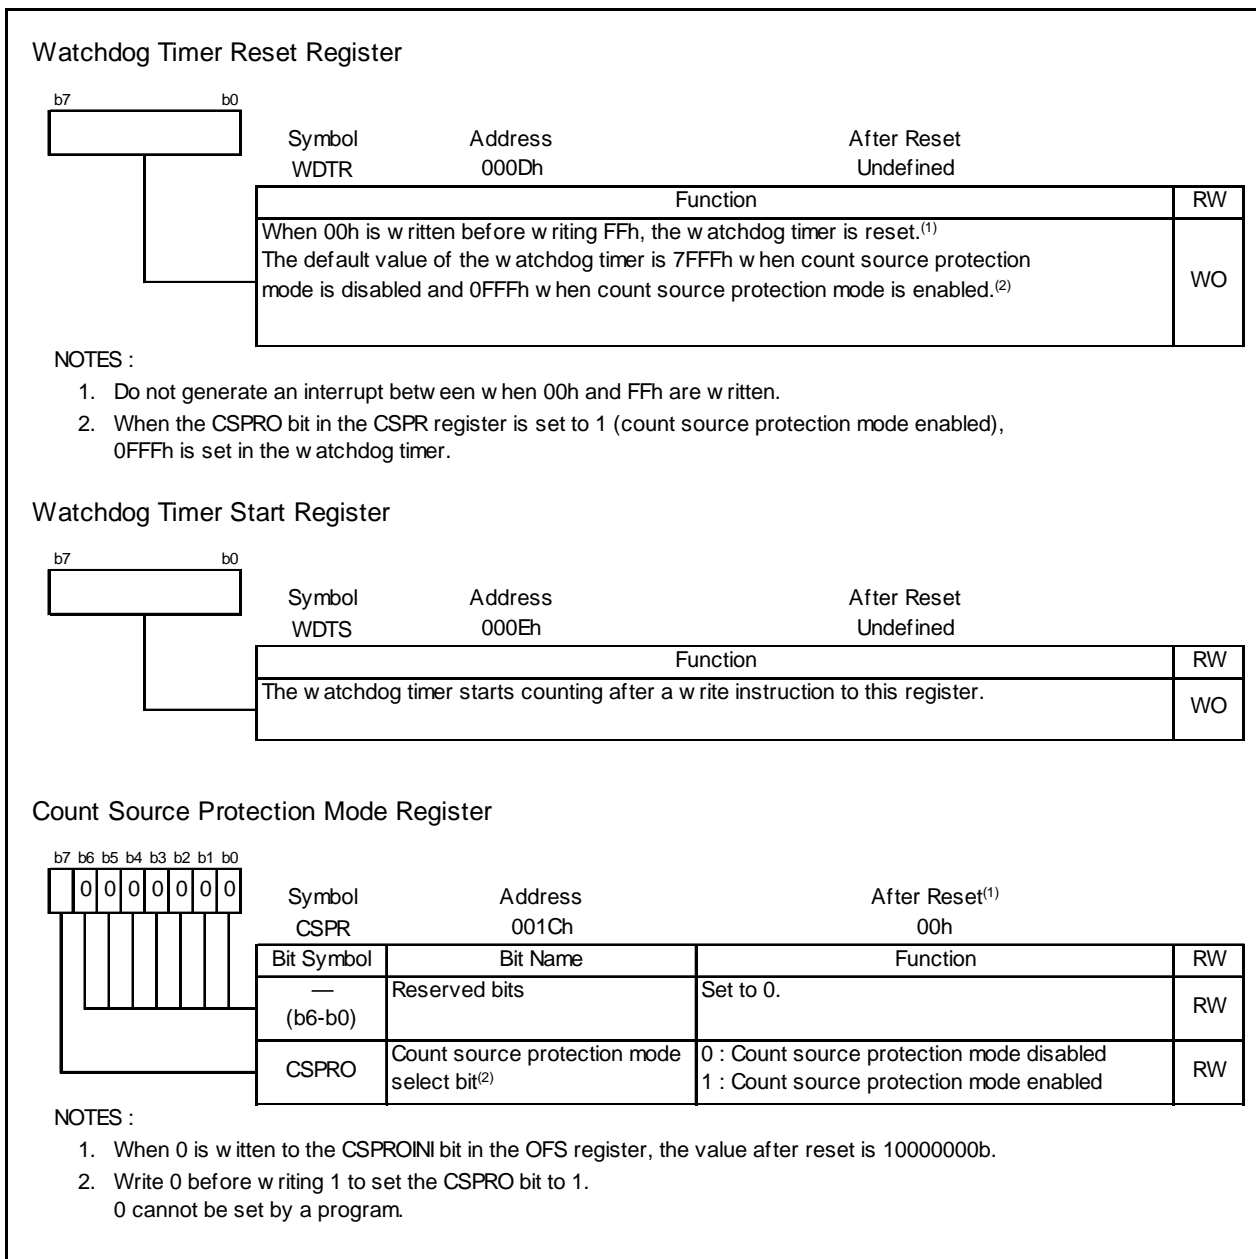 Watchdog Timer Reset Register
b7 b0
Symbol Address After Reset
WDTR 000Dh Undefined
Function RW
When 00h is written before writing FFh, the watchdog timer is reset.(1)
The default value of the watchdog timer is 7FFFh when count source protection
mode is disabled and 0FFFh when count source protection mode is enabled.(2)
WO
NOTES :
1. Do not generate an interrupt between when 00h and FFh are written.
2. When the CSPRO bit in the CSPR register is set to 1 (count source protection mode enabled),
0FFFh is set in the watchdog timer.
Watchdog Timer Start Register
b7 b0
Symbol Address After Reset
WDTS 000Eh Undefined
Function RW
The watchdog timer starts counting after a write instruction to this register.
WO
Count Source Protection Mode Register
b7 b6 b5 b4 b3 b2 b1 b0
0 0 0 0 0 0 0
Symbol Address After Reset(1)
CSPR 001Ch 00h
Bit Symbol Bit Name Function RW
— Reserved bits Set to 0.
(b6-b0) RW
CSPRO Count source protection mode 0 : Count source protection mode disabled RW
select bit(2) 1 : Count source protection mode enabled
NOTES :
1. When 0 is witten to the CSPROINI bit in the OFS register, the value after reset is 10000000b.
2. Write 0 before writing 1 to set the CSPRO bit to 1.
0 cannot be set by a program.